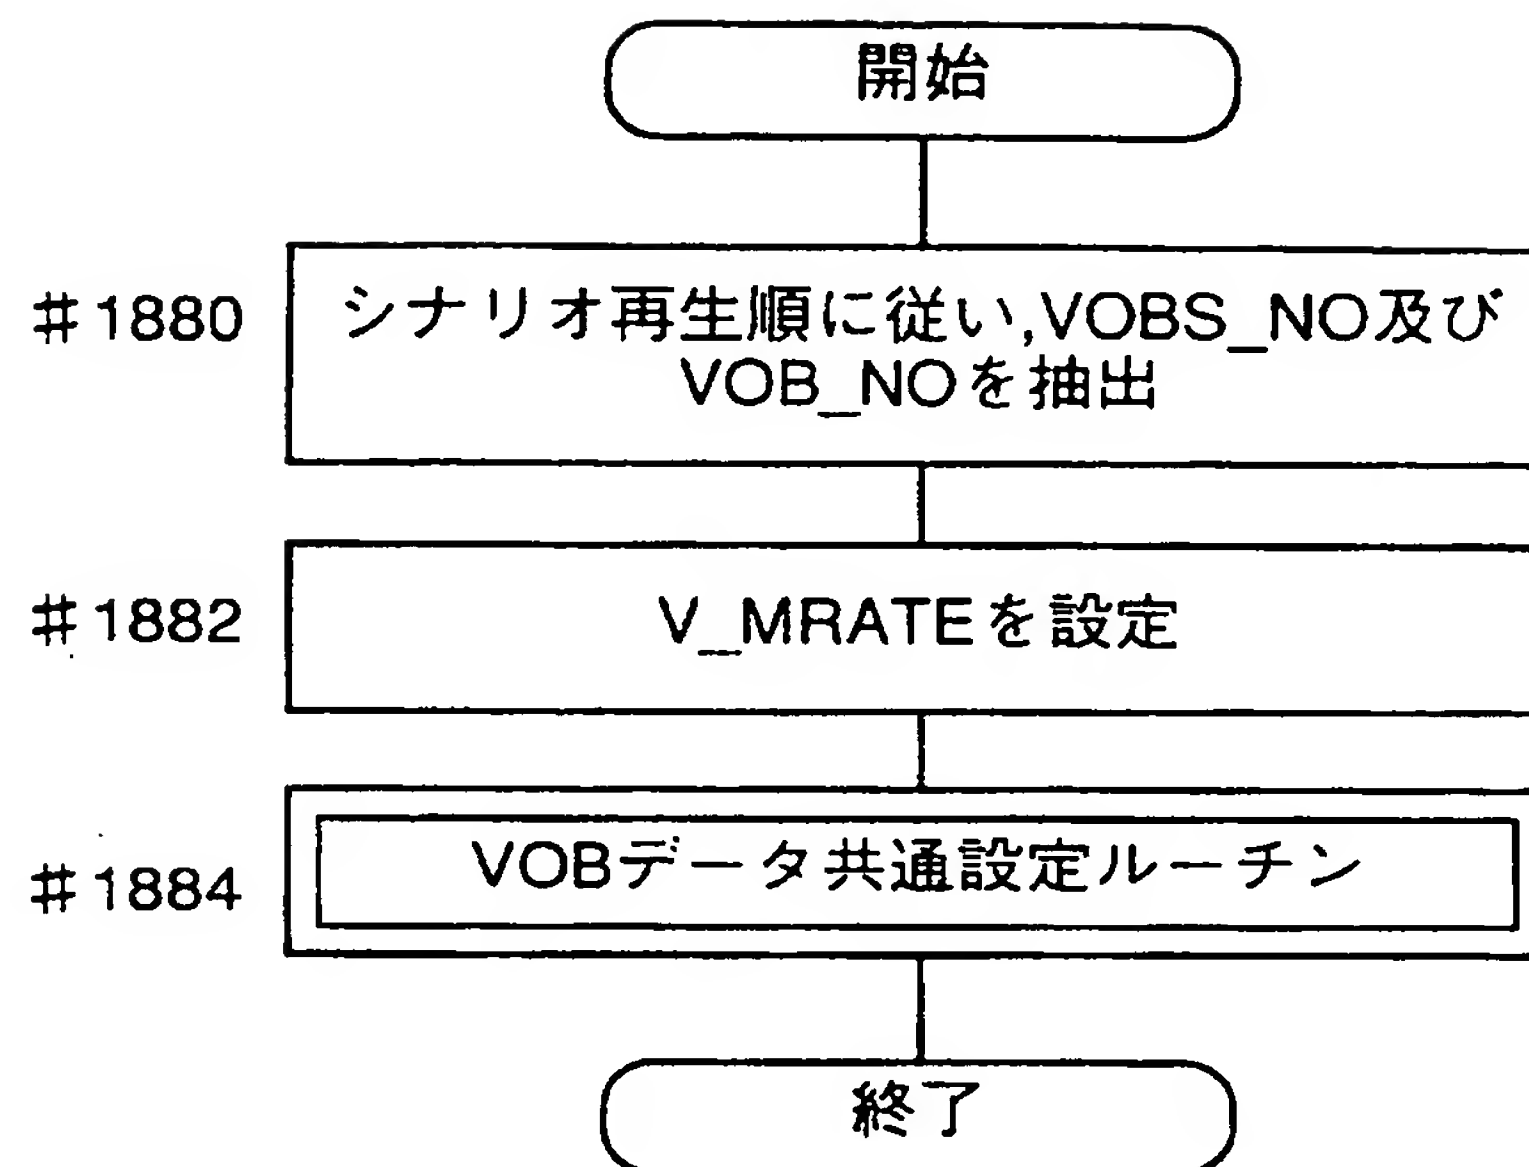 開始
#1880
シナリオ再生順に従い,VOBS_NO及び
VOB_NOを抽出
#1882
V_MRATEを設定
#1884
VOBデータ共通設定ルーチン
終了